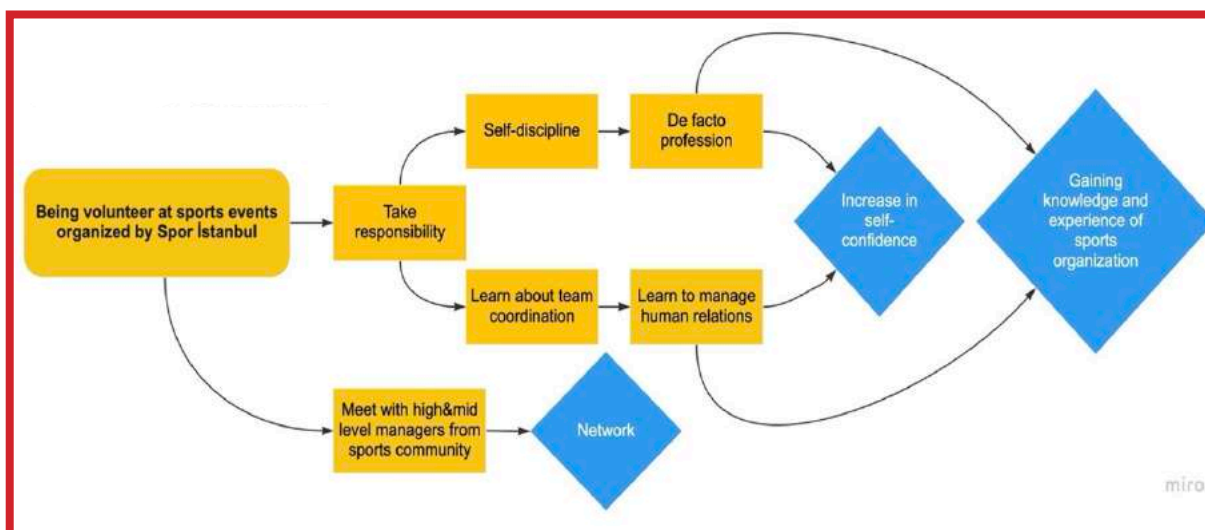 Being volunteer at sports events
organized by Spor İstanbul
Take
responsibility
Self-discipline
De facto
profession
Learn about team
coordination
Learn to manage
human relations
Increase in
self-
confidence
Gaining
knowledge and
experience of
sports
organization
Meet with high&mid
level managers from
sports community
Network
miro